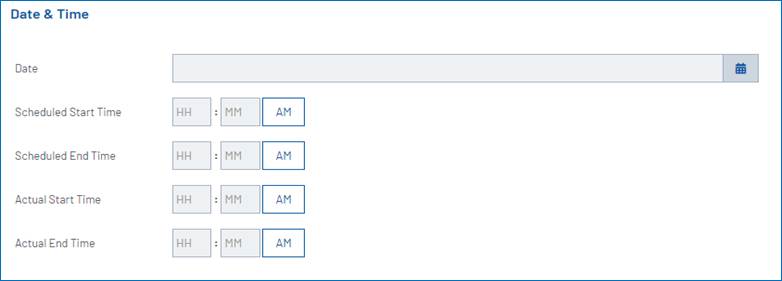 Date & Time
Date
Scheduled Start Time HH : MM AM
Scheduled End Time HH : MM AM
Actual Start Time HH : MM AM
Actual End Time HH : MM AM